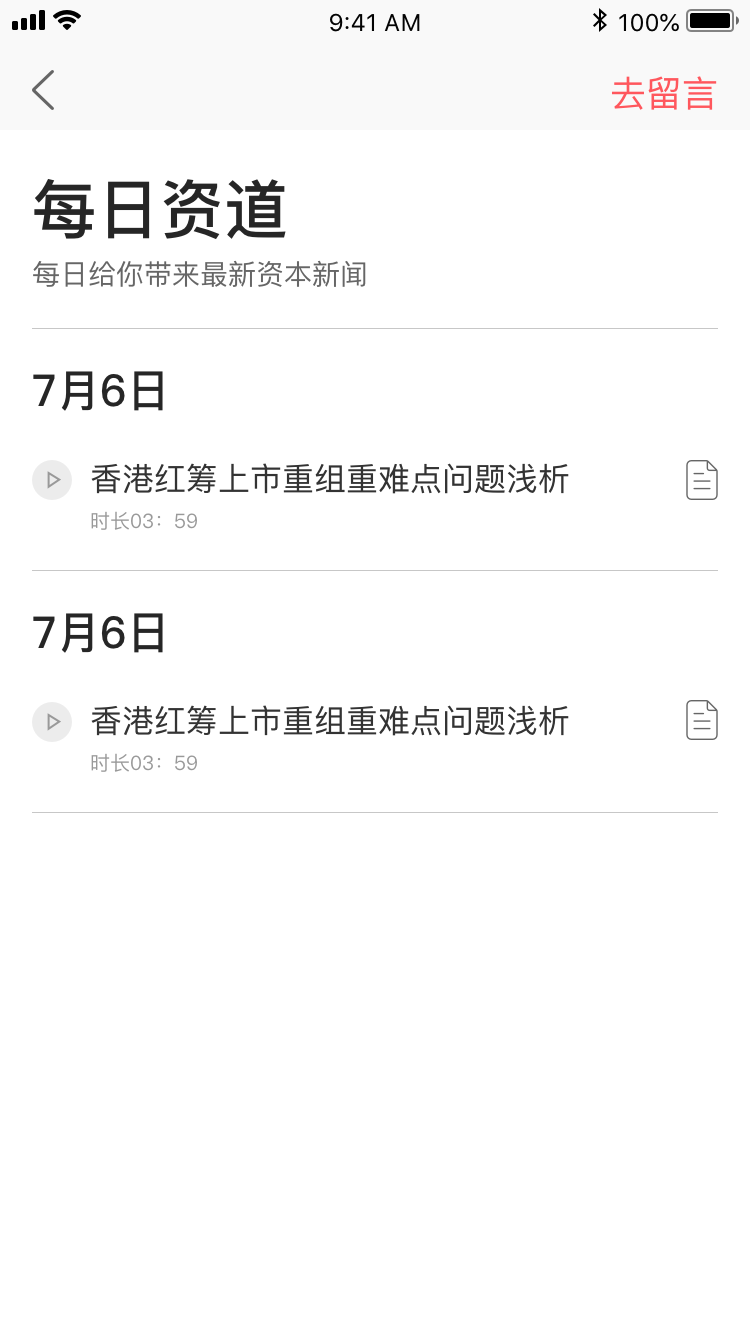 9:41 AM
100%
去留言
每日资道
每日给你带来最新资本新闻
7月6日
香港红筹上市重组重难点问题浅析
时长03：59
7月6日
香港红筹上市重组重难点问题浅析
时长03：59